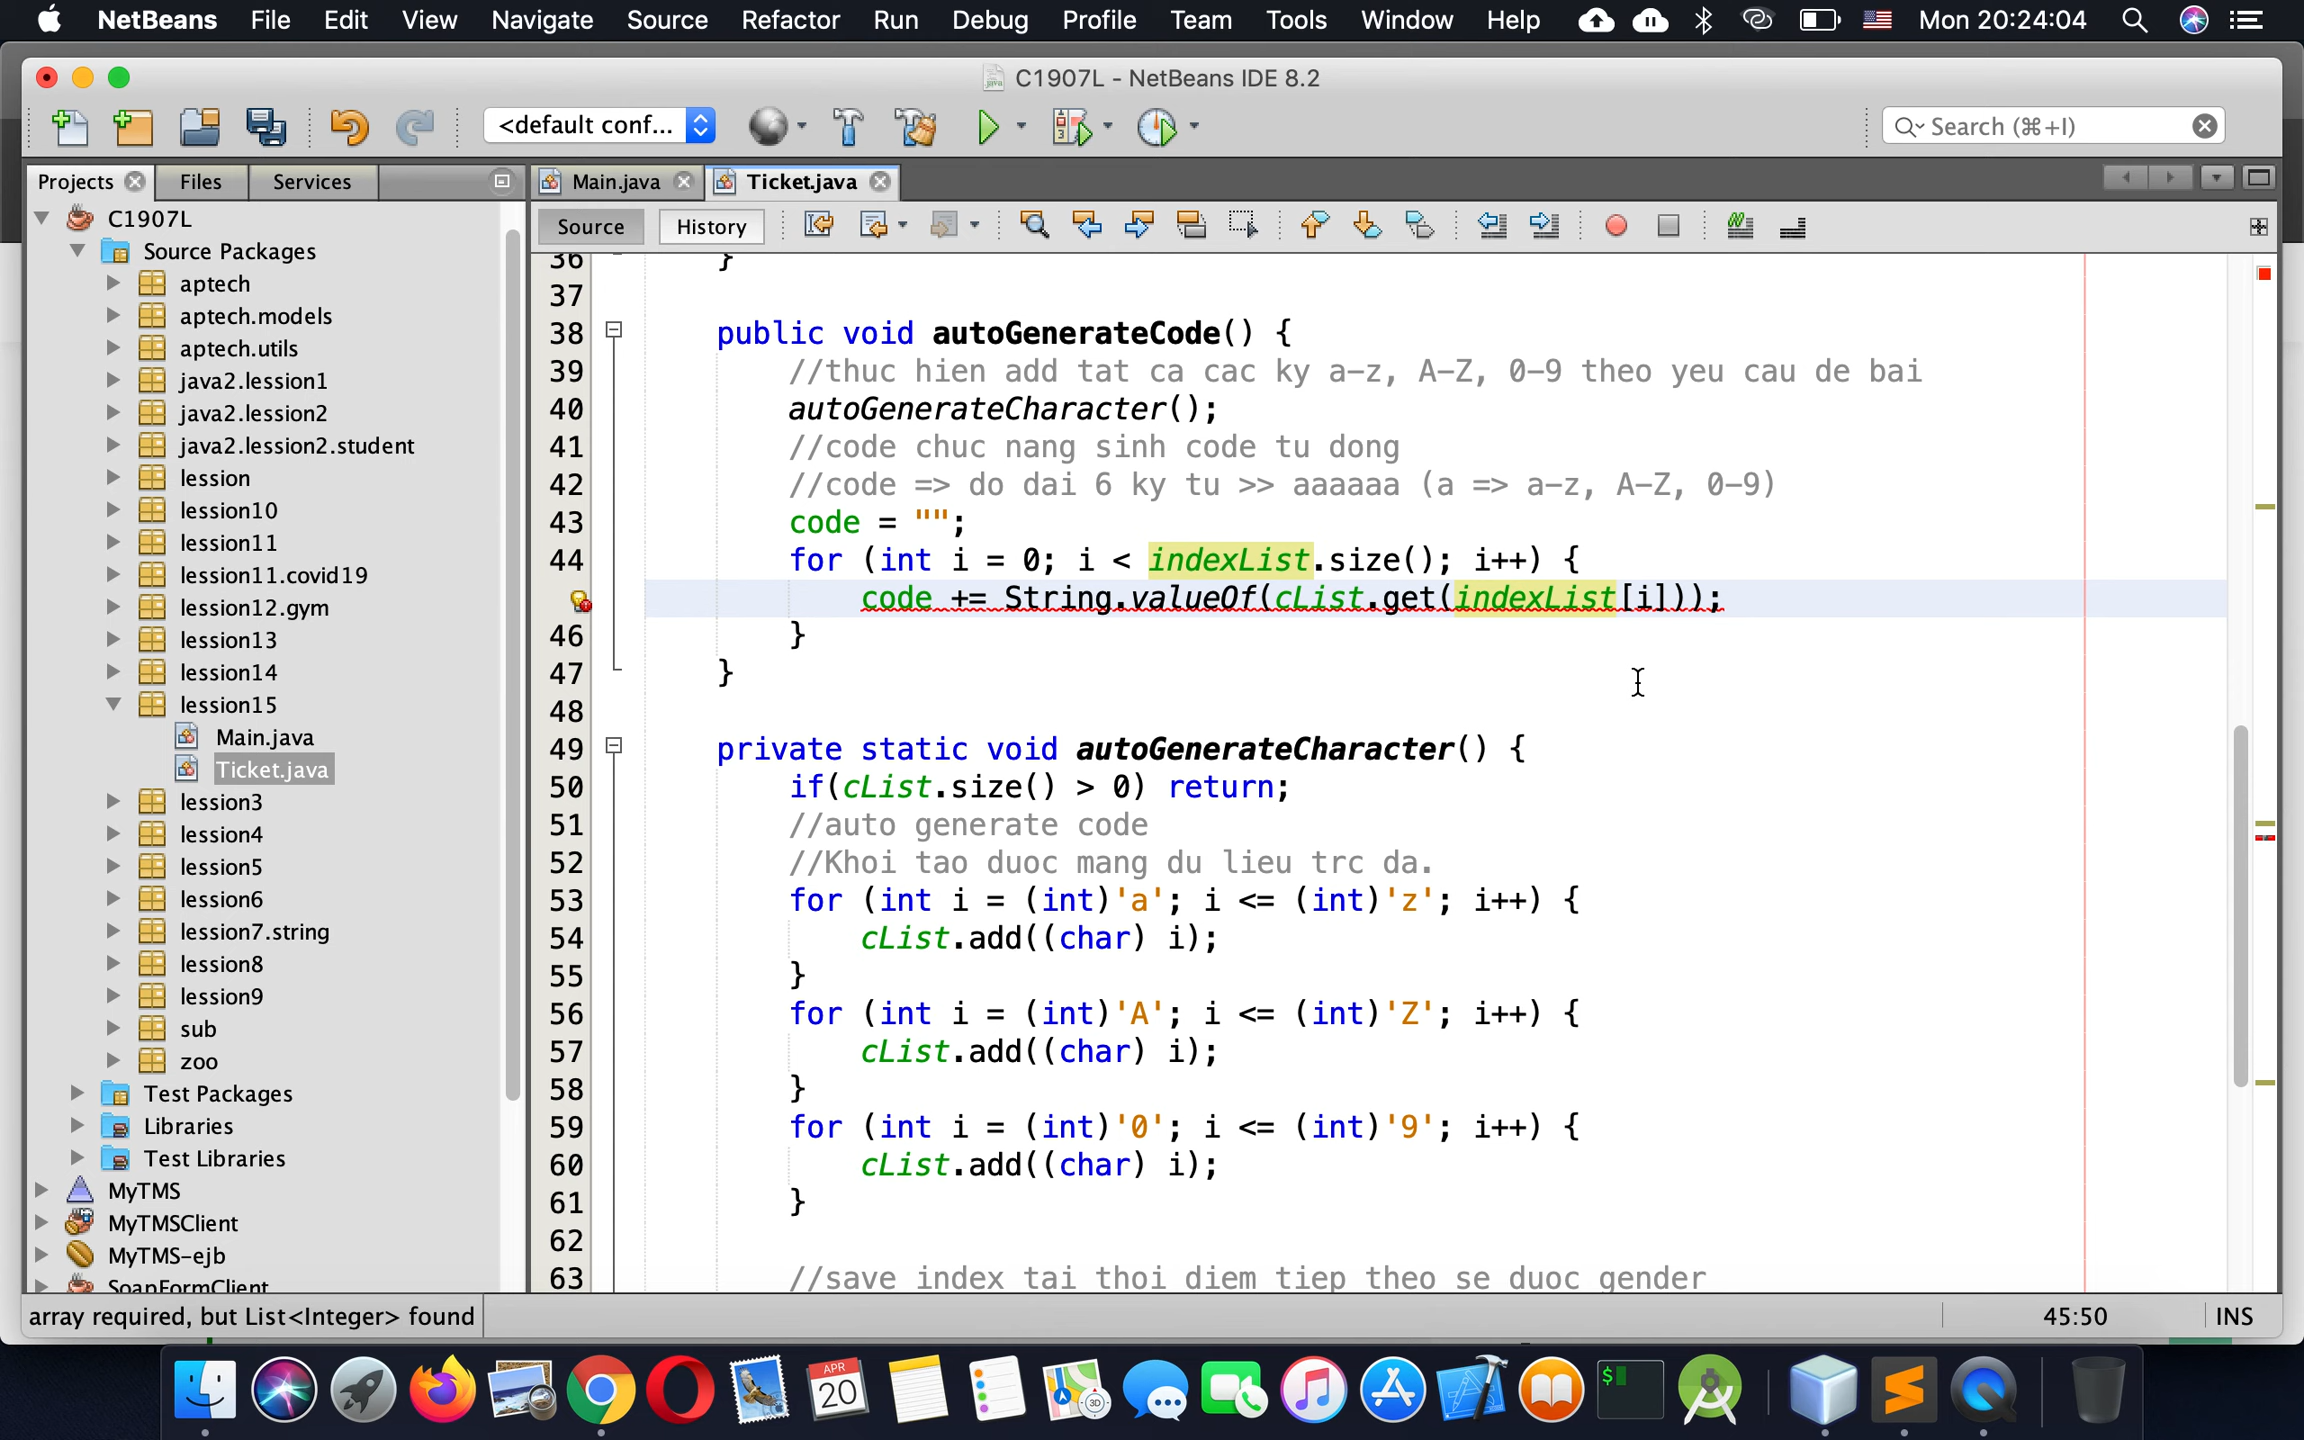 NetBeans File Edit View Navigate Source Refactor Run Debug Profile Team Tools Window Help Mon 20:24:04
C1907L - NetBeans IDE 8.2
<default conf...
Search (⌘+I)
Projects Files Services
Main.java Ticket.java
C1907L
Source Packages
aptech
aptech.models
aptech.utils
java2.lession1
java2.lession2
java2.lession2.student
lession
lession10
lession11
lession11.covid19
lession12.gym
lession13
lession14
lession15
Main.java
Ticket.java
lession3
lession4
lession5
lession6
lession7.string
lession8
lession9
sub
zoo
Test Packages
Libraries
Test Libraries
MyTMS
MyTMSClient
MyTMS-ejb
SoapFormClient
Source History
36 }
37
38 public void autoGenerateCode() {
39 //thuc hien add tat ca cac ky a-z, A-Z, 0-9 theo yeu cau de bai
40 autoGenerateCharacter();
41 //code chuc nang sinh code tu dong
42 //code => do dai 6 ky tu >> aaaaaa (a => a-z, A-Z, 0-9)
43 code = "";
44 for (int i = 0; i < indexList.size(); i++) {
code += String.valueOf(cList.get(indexList[i]));
46 }
47 }
48
49 private static void autoGenerateCharacter() {
50 if(cList.size() > 0) return;
51 //auto generate code
52 //Khoi tao duoc mang du lieu trc da.
53 for (int i = (int)'a'; i <= (int)'z'; i++) {
54 cList.add((char) i);
55 }
56 for (int i = (int)'A'; i <= (int)'Z'; i++) {
57 cList.add((char) i);
58 }
59 for (int i = (int)'0'; i <= (int)'9'; i++) {
60 cList.add((char) i);
61 }
62
63 //save index tai thoi diem tiep theo se duoc gender
array required, but List<Integer> found 45:50 INS
APR
20
3D
$